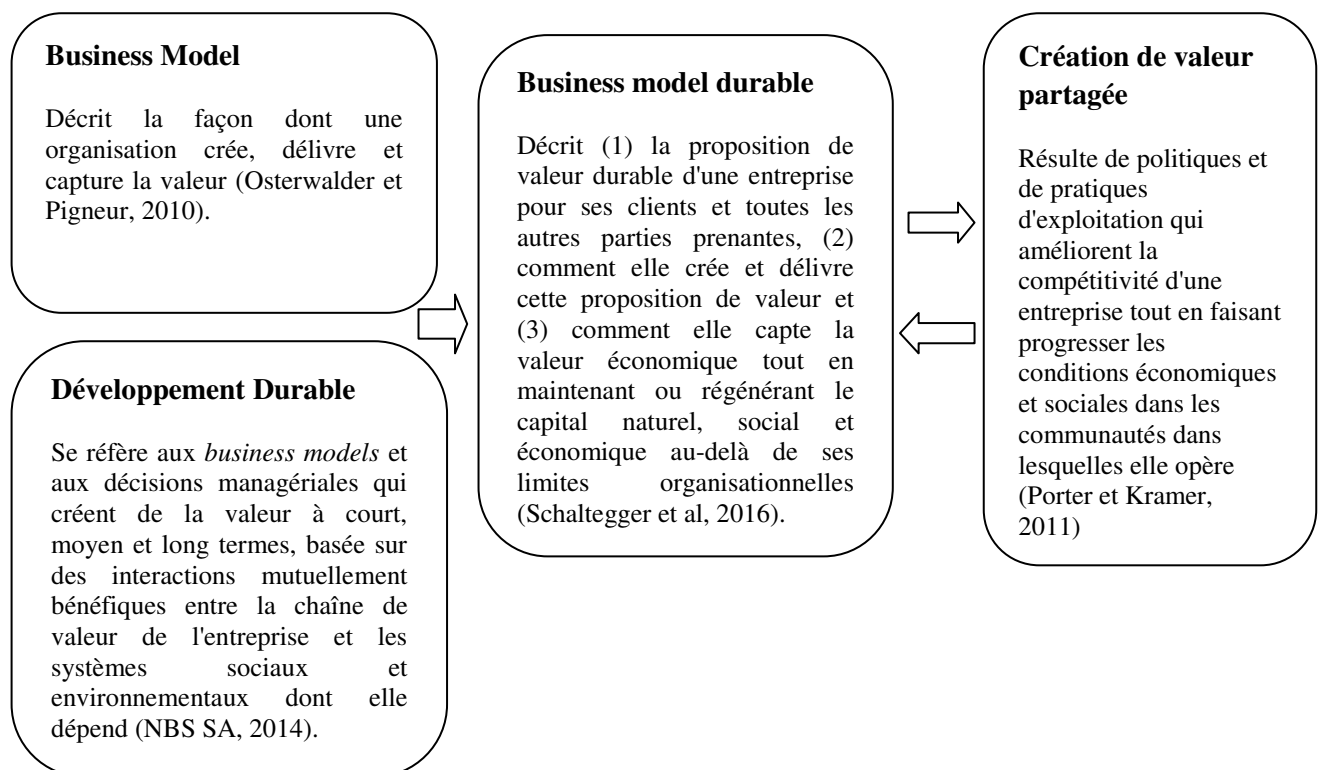 Business Model
Décrit la façon dont une
organisation crée, délivre et
capture la valeur (Osterwalder et
Pigneur, 2010).
Développement Durable
Se réfère aux business models et
aux décisions managériales qui
créent de la valeur à court,
moyen et long termes, basée sur
des interactions mutuellement
bénéfiques entre la chaîne de
valeur de l'entreprise et les
systèmes sociaux et
environnementaux dont elle
dépend (NBS SA, 2014).
Business model durable
Décrit (1) la proposition de
valeur durable d'une entreprise
pour ses clients et toutes les
autres parties prenantes, (2)
comment elle crée et délivre
cette proposition de valeur et
(3) comment elle capte la
valeur économique tout en
maintenant ou régénérant le
capital naturel, social et
économique au-delà de ses
limites organisationnelles
(Schaltegger et al, 2016).
Création de valeur
partagée
Résulte de politiques et
de pratiques
d'exploitation qui
améliorent la
compétitivité d'une
entreprise tout en faisant
progresser les
conditions économiques
et sociales dans les
communautés dans
lesquelles elle opère
(Porter et Kramer,
2011)